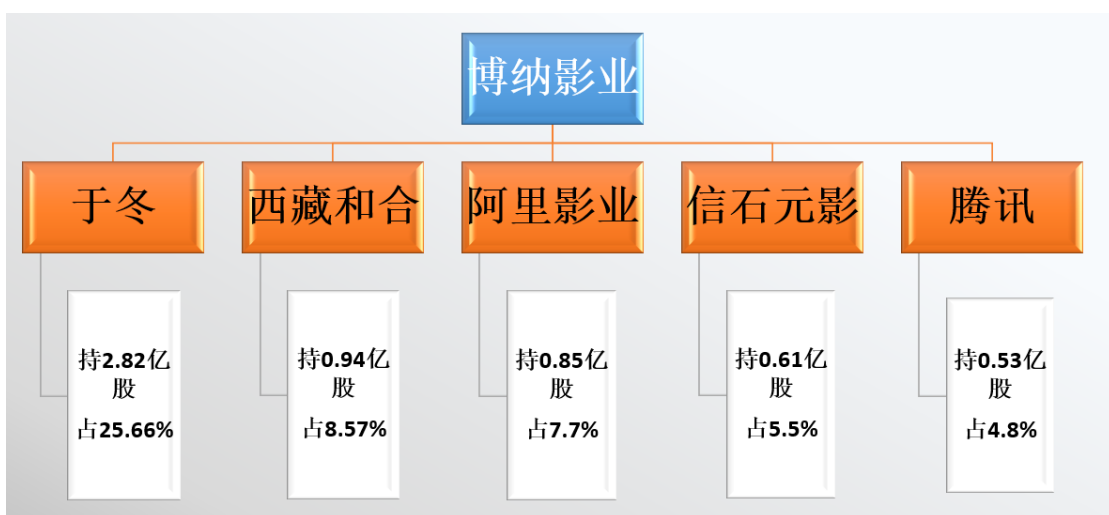 博纳影业
于冬
西藏和合
阿里影业
信石元影
腾讯
持2.82亿
股
占25.66%
持0.94亿
股
占8.57%
持0.85亿
股
占7.7%
持0.61亿
股
占5.5%
持0.53亿
股
占4.8%